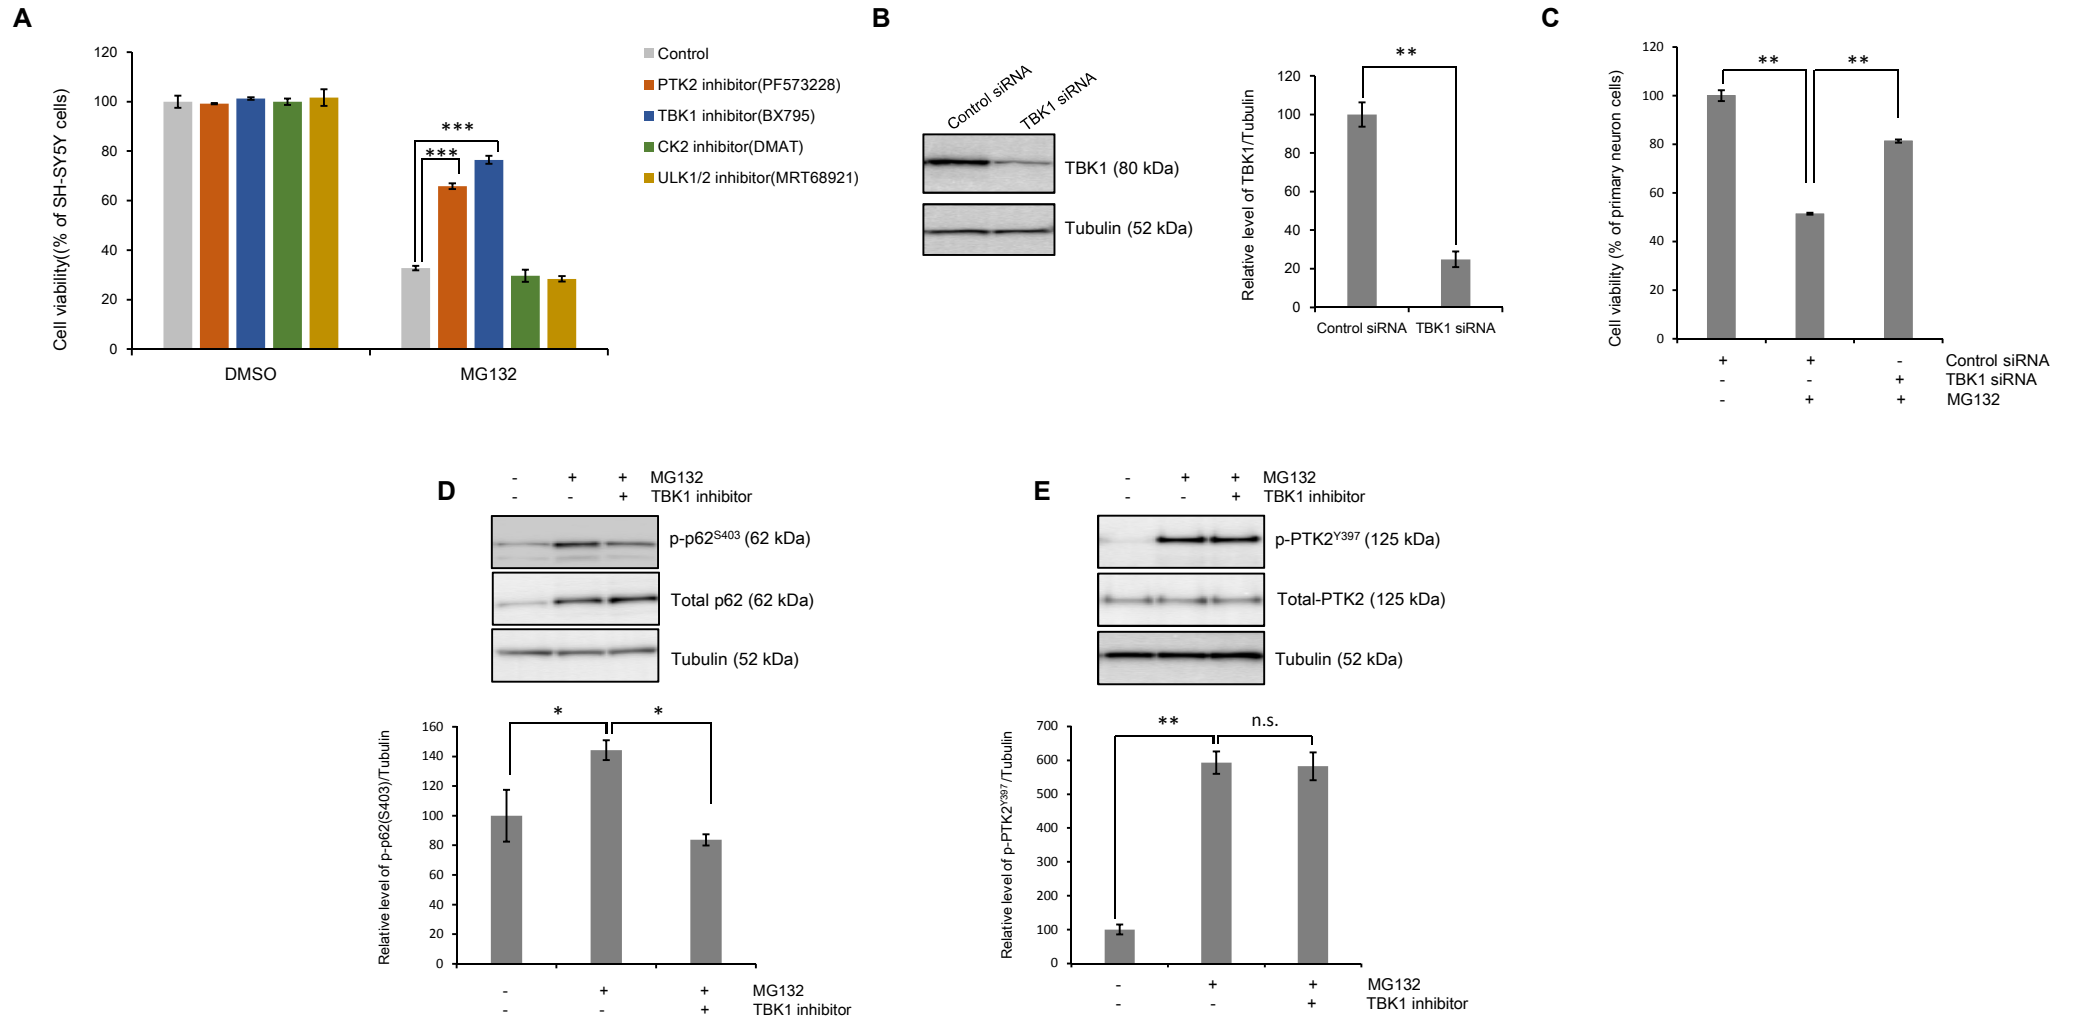 A
120
100
80
60
40
20
0
Cell viability((% of SH-SY5Y cells)
***
***
DMSO
MG132
Control
PTK2 inhibitor(PF573228)
TBK1 inhibitor(BX795)
CK2 inhibitor(DMAT)
ULK1/2 inhibitor(MRT68921)
B
Control siRNA
TBK1 siRNA
TBK1 (80 kDa)
Tubulin (52 kDa)
Relative level of TBK1/Tubulin
120
100
80
60
40
20
0
**
Control siRNA
TBK1 siRNA
C
Cell viability (% of primary neuron cells)
120
100
80
60
40
20
0
**
**
+ + - Control siRNA
- - + TBK1 siRNA
- + + MG132
D
- + + MG132
- - + TBK1 inhibitor
p-p62S403 (62 kDa)
Total p62 (62 kDa)
Tubulin (52 kDa)
Relative level of p-p62(S403)/Tubulin
160
140
120
100
80
60
40
20
0
*
*
- + + MG132
- - + TBK1 inhibitor
E
- + + MG132
- - + TBK1 inhibitor
p-PTK2Y397 (125 kDa)
Total-PTK2 (125 kDa)
Tubulin (52 kDa)
Relative level of p-PTK2Y397/Tubulin
700
600
500
400
300
200
100
0
**
n.s.
- + + MG132
- - + TBK1 inhibitor